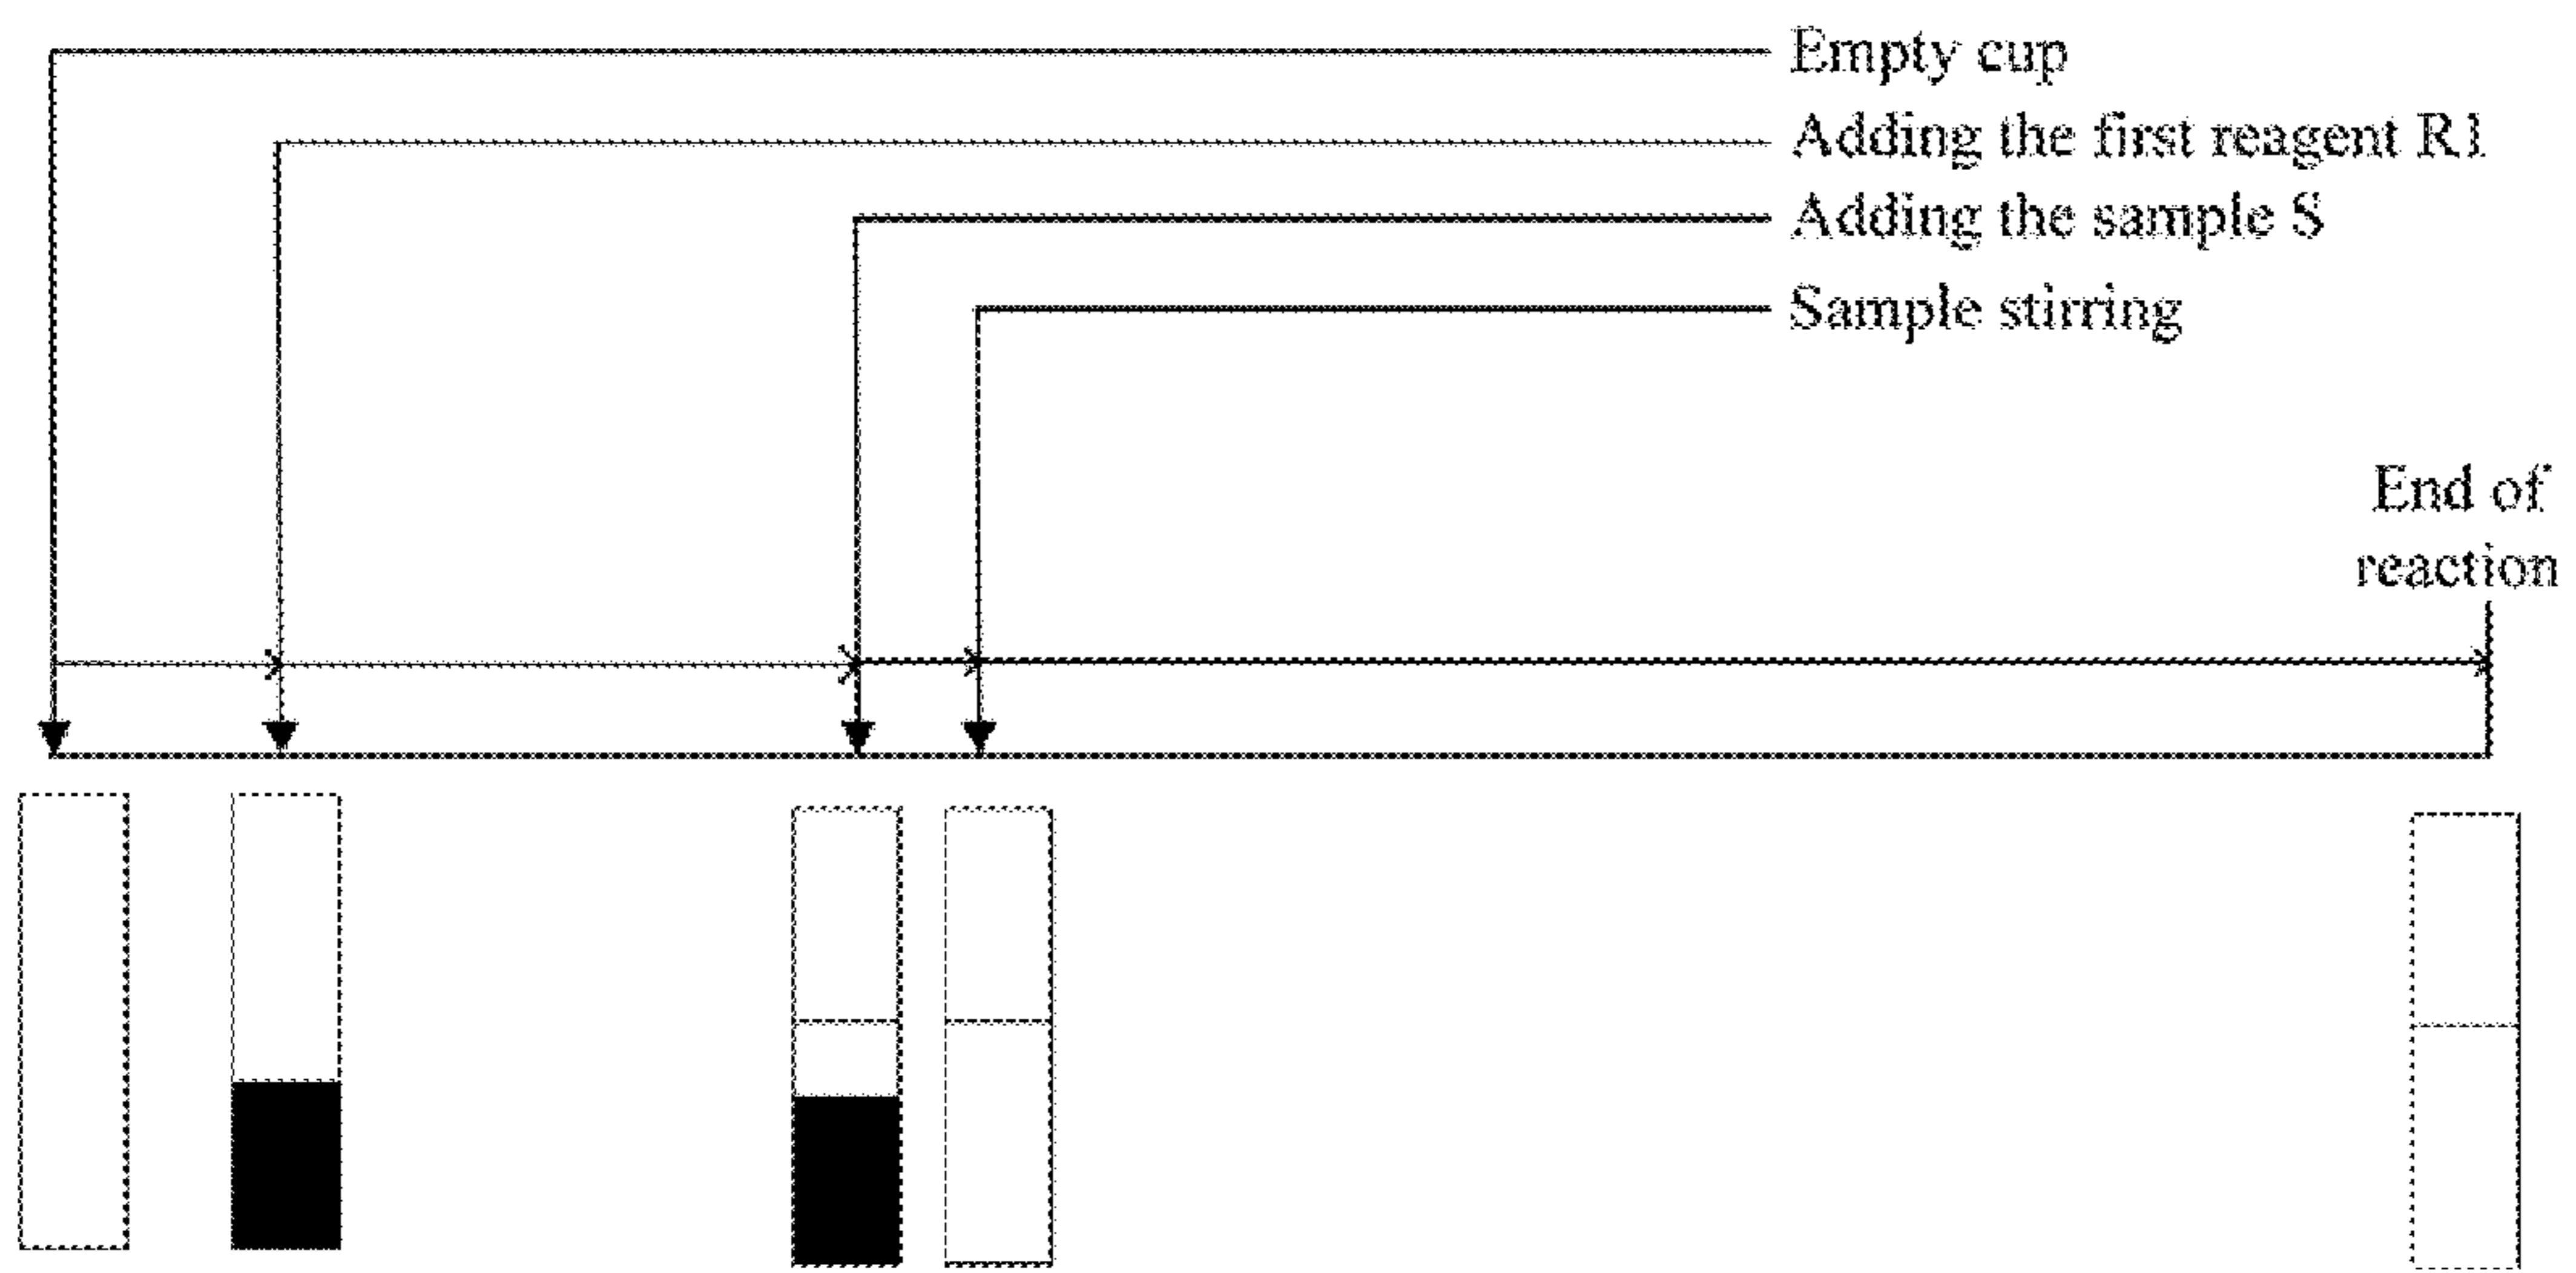 Empty cup
Adding the first reagent R1
Adding the sample S
Sample stirring
End of
reaction